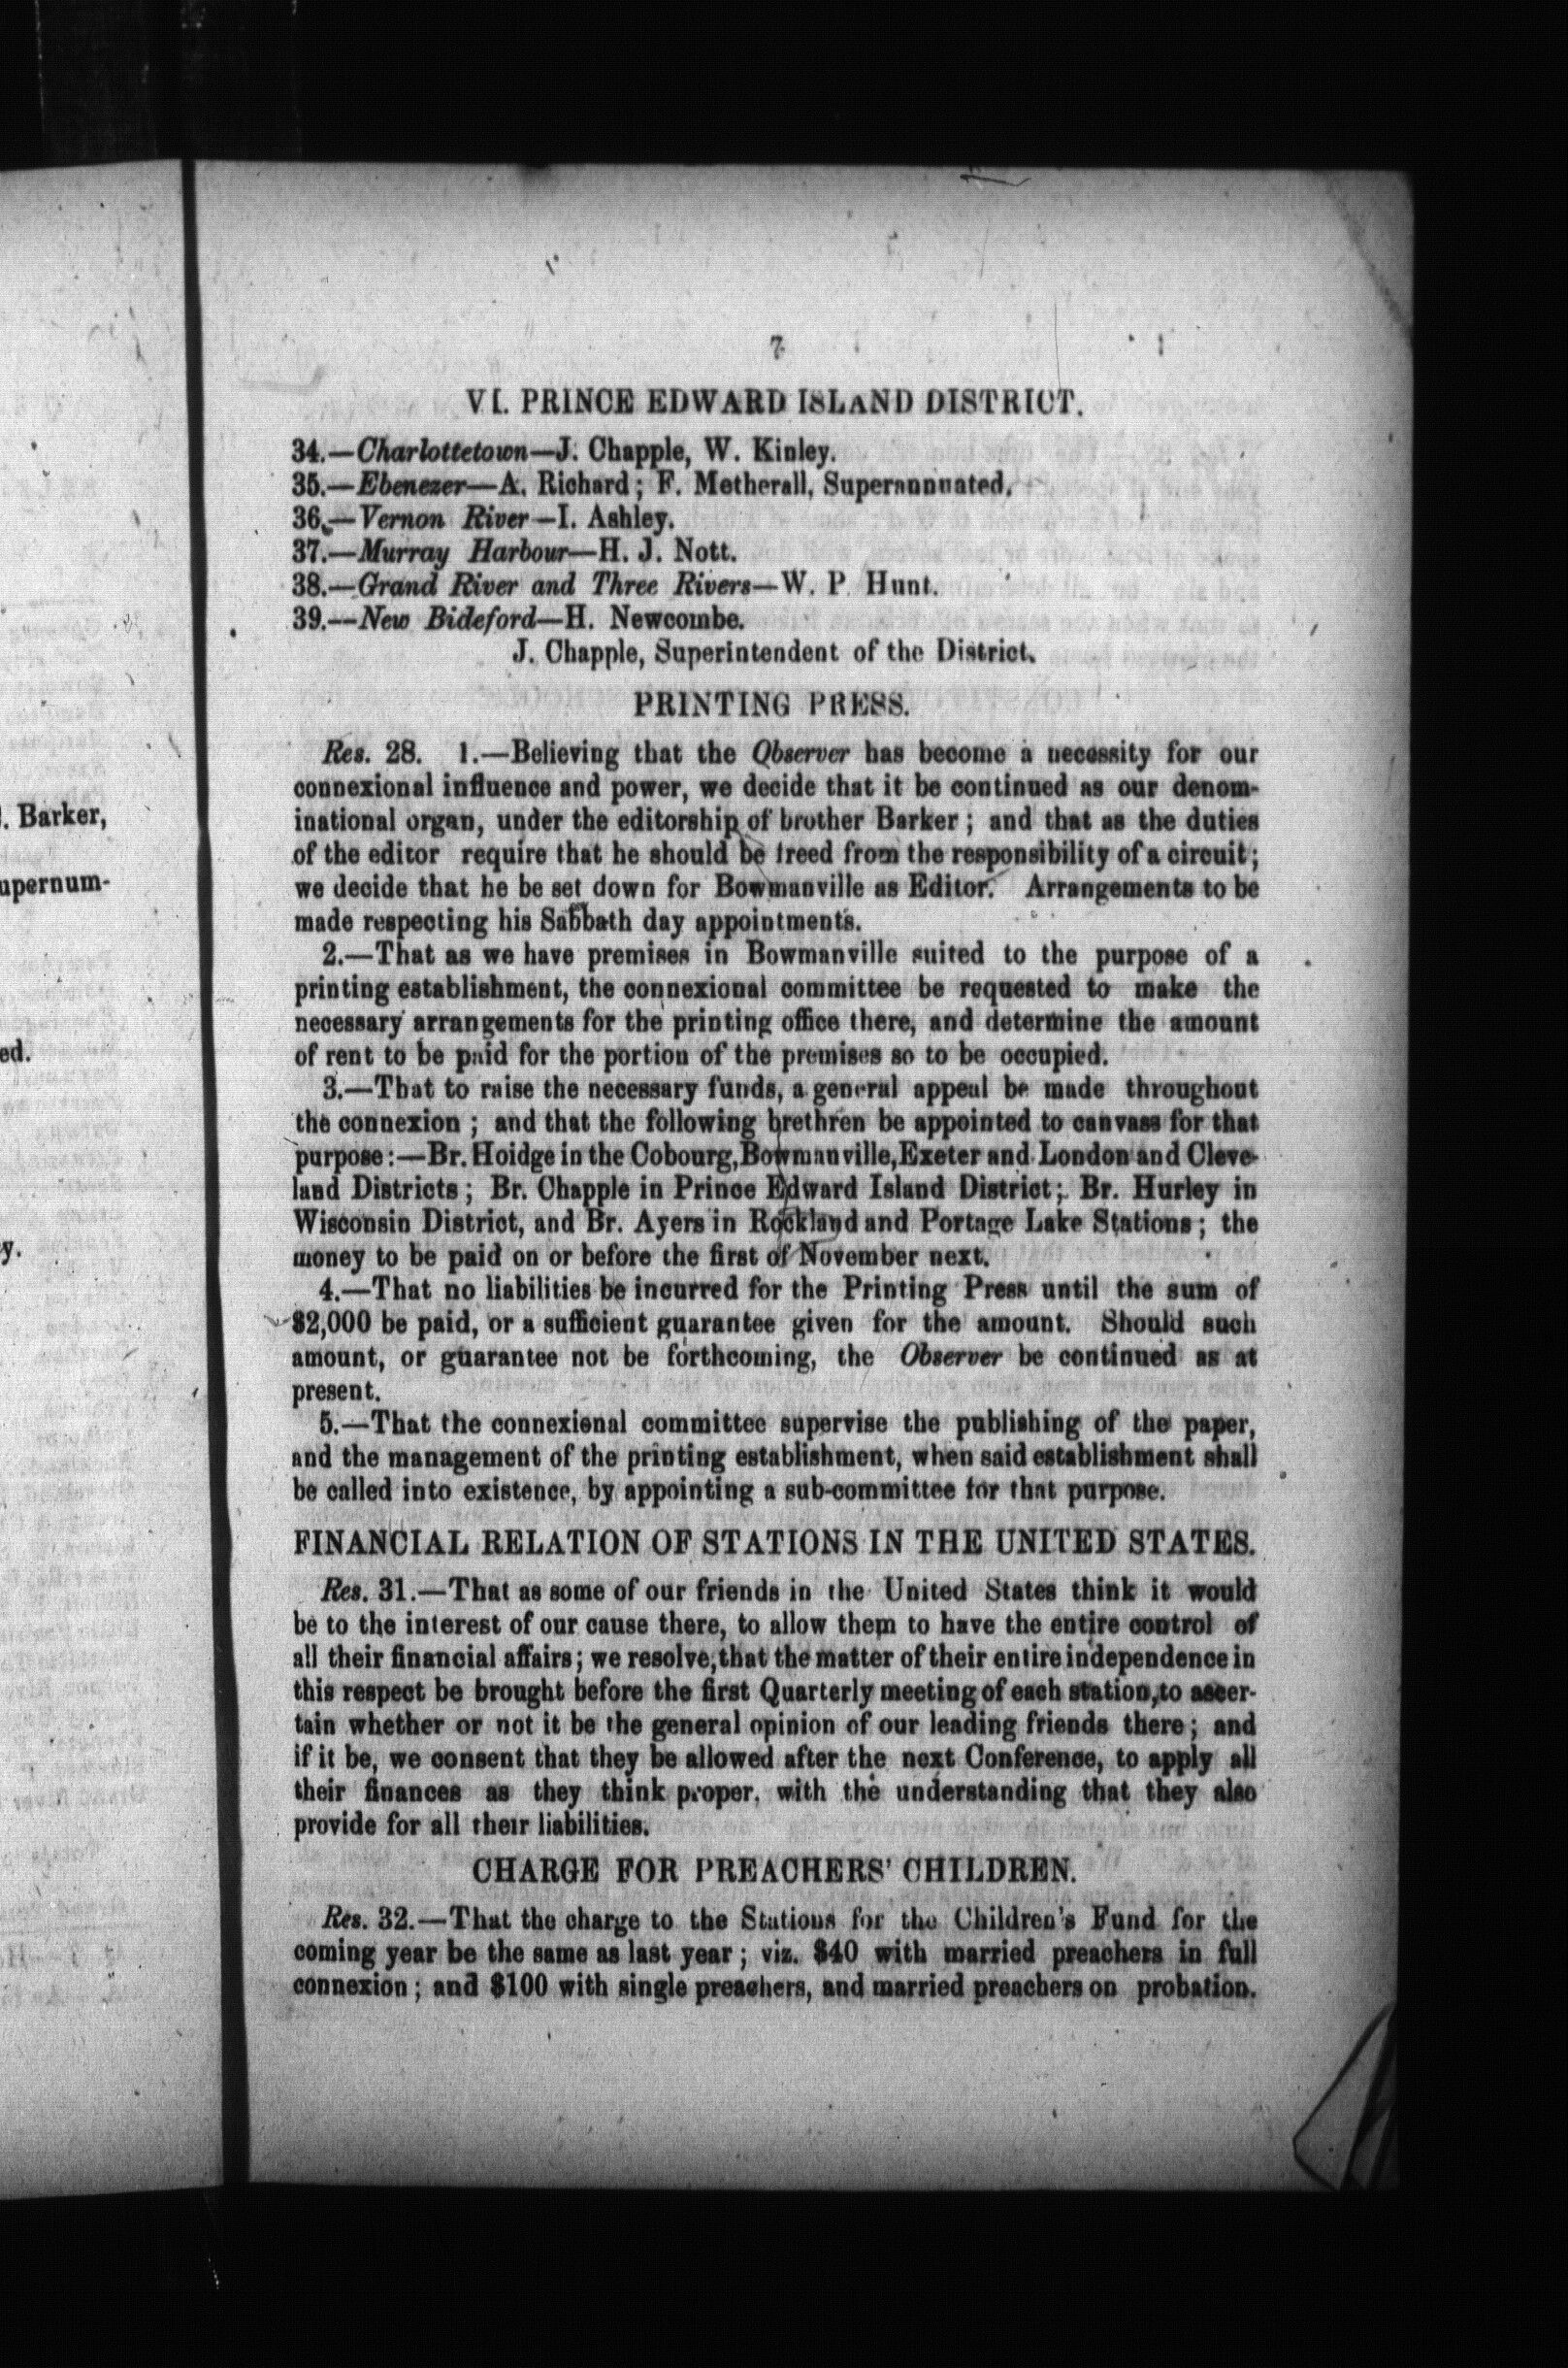 . Barker,
upernum-
ed.
y.
7
VI. PRINCE EDWARD ISLAND DISTRICT.
34.—Charlottetown—J. Chapple, W. Kinley.
35.—Ebenezer—A. Richard; F. Metherall, Superannuated.
36.—Vernon River—I. Ashley.
37.—Murray Harbour—H. J. Nott.
38.—Grand River and Three Rivers—W. P. Hunt.
39.—New Bideford—H. Newcombe.
J. Chapple, Superintendent of the District.
PRINTING PRESS.
Res. 28. 1.—Believing that the Observer has become a necessity for our
connexional influence and power, we decide that it be continued as our denom-
inational organ, under the editorship of brother Barker; and that as the duties
of the editor require that he should be freed from the responsibility of a circuit;
we decide that he be set down for Bowmanville as Editor. Arrangements to be
made respecting his Sabbath day appointments.
2.—That as we have premises in Bowmanville suited to the purpose of a
printing establishment, the connexional committee be requested to make the
necessary arrangements for the printing office there, and determine the amount
of rent to be paid for the portion of the premises so to be occupied.
3.—That to raise the necessary funds, a general appeal be made throughout
the connexion; and that the following brethren be appointed to canvass for that
purpose:—Br. Hoidge in the Cobourg, Bowmanville, Exeter and London and Cleve-
land Districts; Br. Chapple in Prince Edward Island District; Br. Hurley in
Wisconsin District, and Br. Ayers in Rockland and Portage Lake Stations; the
money to be paid on or before the first of November next.
4.—That no liabilities be incurred for the Printing Press until the sum of
$2,000 be paid, or a sufficient guarantee given for the amount. Should such
amount, or guarantee not be forthcoming, the Observer be continued as at
present.
5.—That the connexional committee supervise the publishing of the paper,
and the management of the printing establishment, when said establishment shall
be called into existence, by appointing a sub-committee for that purpose.
FINANCIAL RELATION OF STATIONS IN THE UNITED STATES.
Res. 31.—That as some of our friends in the United States think it would
be to the interest of our cause there, to allow them to have the entire control of
all their financial affairs; we resolve, that the matter of their entire independence in
this respect be brought before the first Quarterly meeting of each station, to ascer-
tain whether or not it be the general opinion of our leading friends there; and
if it be, we consent that they be allowed after the next Conference, to apply all
their finances as they think proper, with the understanding that they also
provide for all their liabilities.
CHARGE FOR PREACHERS' CHILDREN.
Res. 32.—That the charge to the Stations for the Children's Fund for the
coming year be the same as last year; viz. $40 with married preachers in full
connexion; and $100 with single preachers, and married preachers on probation.